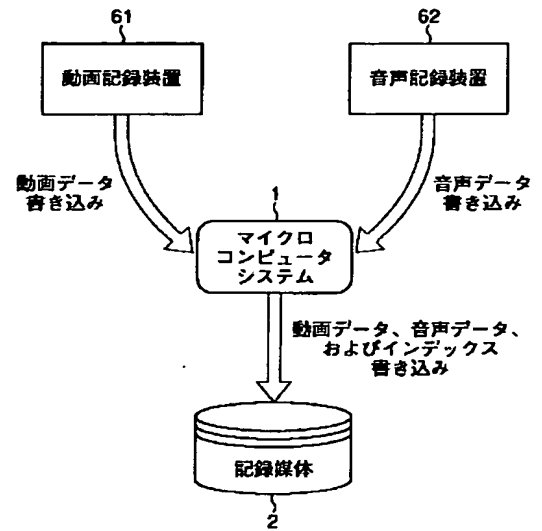 61
62
動画記録装置
音声記録装置
動画データ
書き込み
音声データ
書き込み
1
マイクロ
コンピュータ
システム
動画データ、音声データ、
およびインデックス
書き込み
記録媒体
2